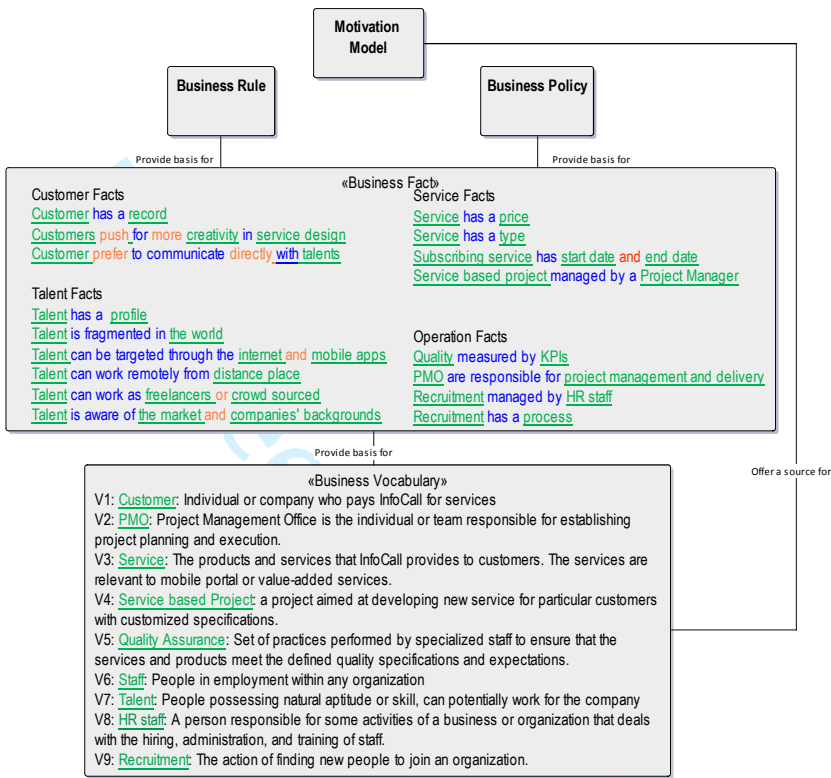 Motivation
Model
Business Rule
Business Policy
Provide basis for
Provide basis for
«Business Fact»
Customer Facts
Customer has a record
Customers push for more creativity in service design
Customer prefer to communicate directly with talents
Talent Facts
Talent has a profile
Talent is fragmented in the world
Talent can be targeted through the internet and mobile apps
Talent can work remotely from distance place
Talent can work as freelancers or crowd sourced
Talent is aware of the market and companies' backgrounds
Service Facts
Service has a price
Service has a type
Subscribing service has start date and end date
Service based project managed by a Project Manager
Operation Facts
Quality measured by KPIs
PMO are responsible for project management and delivery
Recruitment managed by HR staff
Recruitment has a process
Provide basis for
Offer a source for
«Business Vocabulary»
V1: Customer: Individual or company who pays InfoCall for services
V2: PMO: Project Management Office is the individual or team responsible for establishing
project planning and execution.
V3: Service: The products and services that InfoCall provides to customers. The services are
relevant to mobile portal or value-added services.
V4: Service based Project: a project aimed at developing new service for particular customers
with customized specifications.
V5: Quality Assurance: Set of practices performed by specialized staff to ensure that the
services and products meet the defined quality specifications and expectations.
V6: Staff: People in employment within any organization
V7: Talent: People possessing natural aptitude or skill, can potentially work for the company
V8: HR staff: A person responsible for some activities of a business or organization that deals
with the hiring, administration, and training of staff.
V9: Recruitment: The action of finding new people to join an organization.